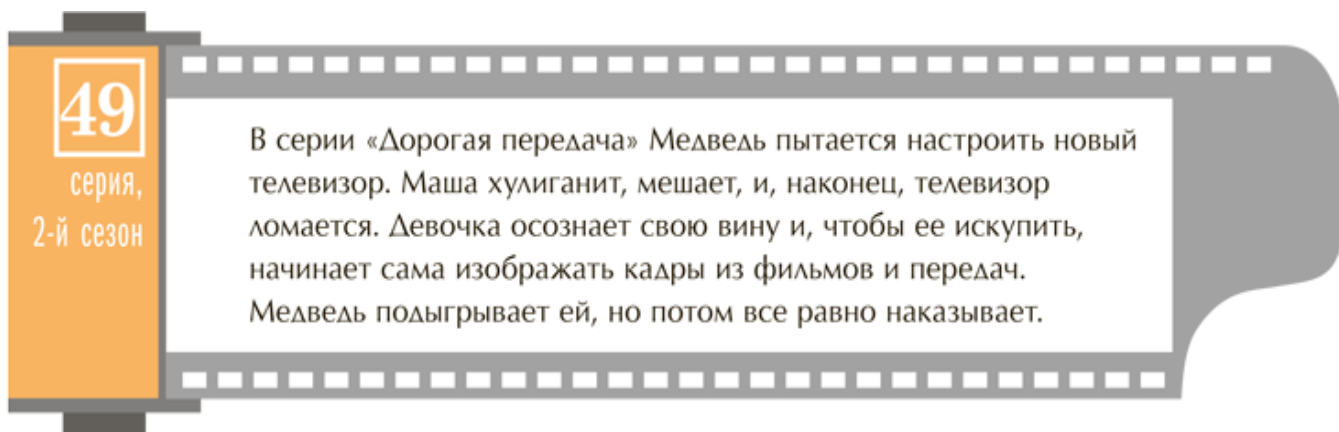 49
серия,
2-й сезон
В серии «Дорогая передача» Медведь пытается настроить новый
телевизор. Маша хулиганит, мешает, и, наконец, телевизор
ломается. Девочка осознает свою вину и, чтобы ее искупить,
начинает сама изображать кадры из фильмов и передач.
Медведь подыгрывает ей, но потом все равно наказывает.